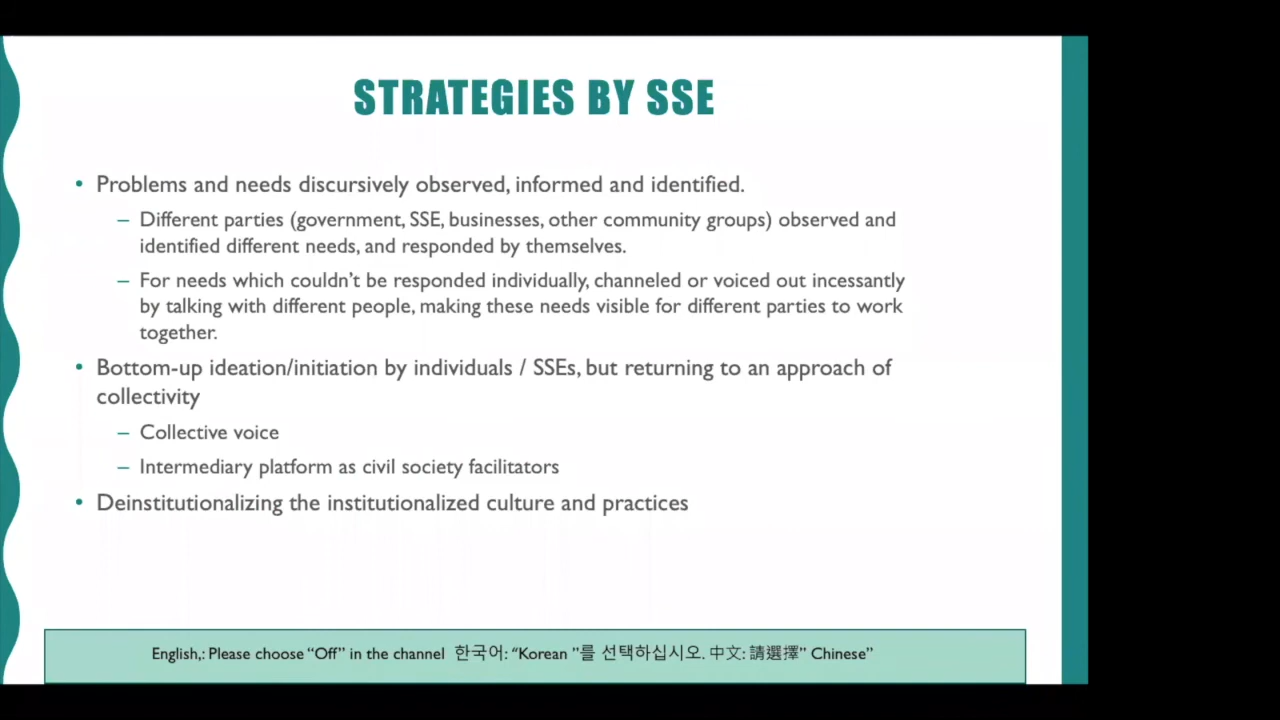 STRATEGIES BY SSE
• Problems and needs discursively observed, informed and identified.
– Different parties (government, SSE, businesses, other community groups) observed and
identified different needs, and responded by themselves.
– For needs which couldn't be responded individually, channeled or voiced out incessantly
by talking with different people, making these needs visible for different parties to work
together.
• Bottom-up ideation/initiation by individuals / SSEs, but returning to an approach of
collectivity
– Collective voice
– Intermediary platform as civil society facilitators
• Deinstitutionalizing the institutionalized culture and practices
English,: Please choose “Off” in the channel 한국어: “Korean ”를 선택하십시오. 中文: 請選擇” Chinese”